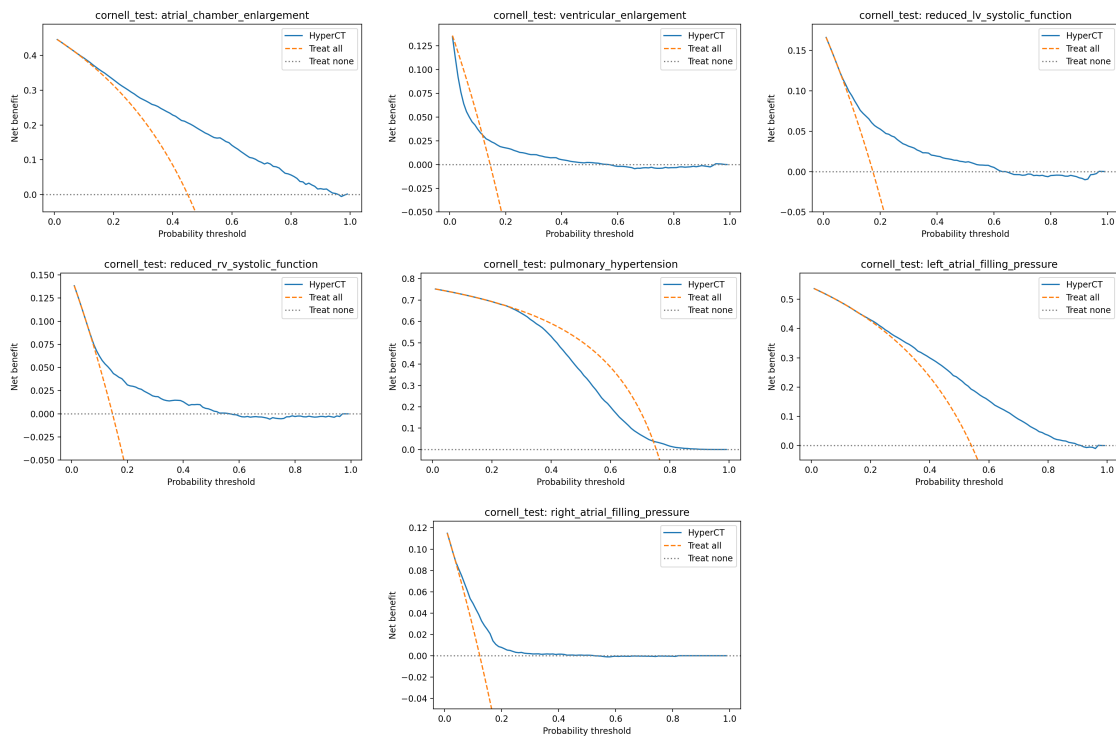 cornell_test: atrial_chamber_enlargement
HyperCT
Treat all
Treat none
Net benefit
0.4
0.3
0.2
0.1
0.0
0.0 0.2 0.4 0.6 0.8 1.0
Probability threshold
cornell_test: ventricular_enlargement
HyperCT
Treat all
Treat none
Net benefit
0.125
0.100
0.075
0.050
0.025
0.000
−0.025
−0.050
0.0 0.2 0.4 0.6 0.8 1.0
Probability threshold
cornell_test: reduced_lv_systolic_function
HyperCT
Treat all
Treat none
Net benefit
0.15
0.10
0.05
0.00
−0.05
0.0 0.2 0.4 0.6 0.8 1.0
Probability threshold
cornell_test: reduced_rv_systolic_function
HyperCT
Treat all
Treat none
Net benefit
0.150
0.125
0.100
0.075
0.050
0.025
0.000
−0.025
−0.050
0.0 0.2 0.4 0.6 0.8 1.0
Probability threshold
cornell_test: pulmonary_hypertension
HyperCT
Treat all
Treat none
Net benefit
0.8
0.7
0.6
0.5
0.4
0.3
0.2
0.1
0.0
0.0 0.2 0.4 0.6 0.8 1.0
Probability threshold
cornell_test: left_atrial_filling_pressure
HyperCT
Treat all
Treat none
Net benefit
0.5
0.4
0.3
0.2
0.1
0.0
0.0 0.2 0.4 0.6 0.8 1.0
Probability threshold
cornell_test: right_atrial_filling_pressure
HyperCT
Treat all
Treat none
Net benefit
0.12
0.10
0.08
0.06
0.04
0.02
0.00
−0.02
−0.04
0.0 0.2 0.4 0.6 0.8 1.0
Probability threshold